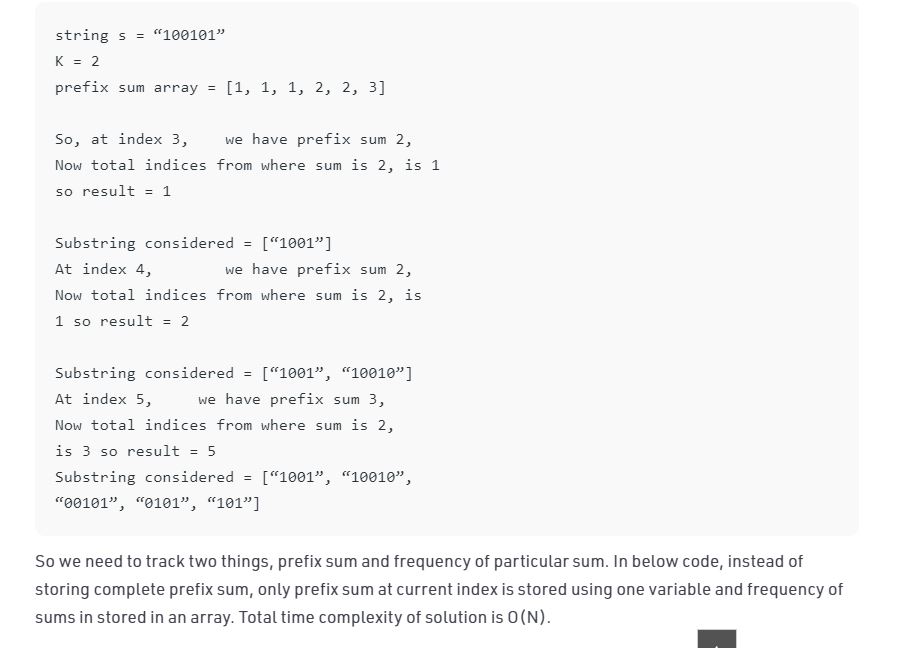 string s = “100101”
K = 2
prefix sum array = [1, 1, 1, 2, 2, 3]
So, at index 3,    we have prefix sum 2,
Now total indices from where sum is 2, is 1
so result = 1
Substring considered = [“1001”]
At index 4,        we have prefix sum 2,
Now total indices from where sum is 2, is
1 so result = 2
Substring considered = [“1001”, “10010”]
At index 5,     we have prefix sum 3,
Now total indices from where sum is 2,
is 3 so result = 5
Substring considered = [“1001”, “10010”,
“00101”, “0101”, “101”]
So we need to track two things, prefix sum and frequency of particular sum. In below code, instead of
storing complete prefix sum, only prefix sum at current index is stored using one variable and frequency of
sums in stored in an array. Total time complexity of solution is O(N).